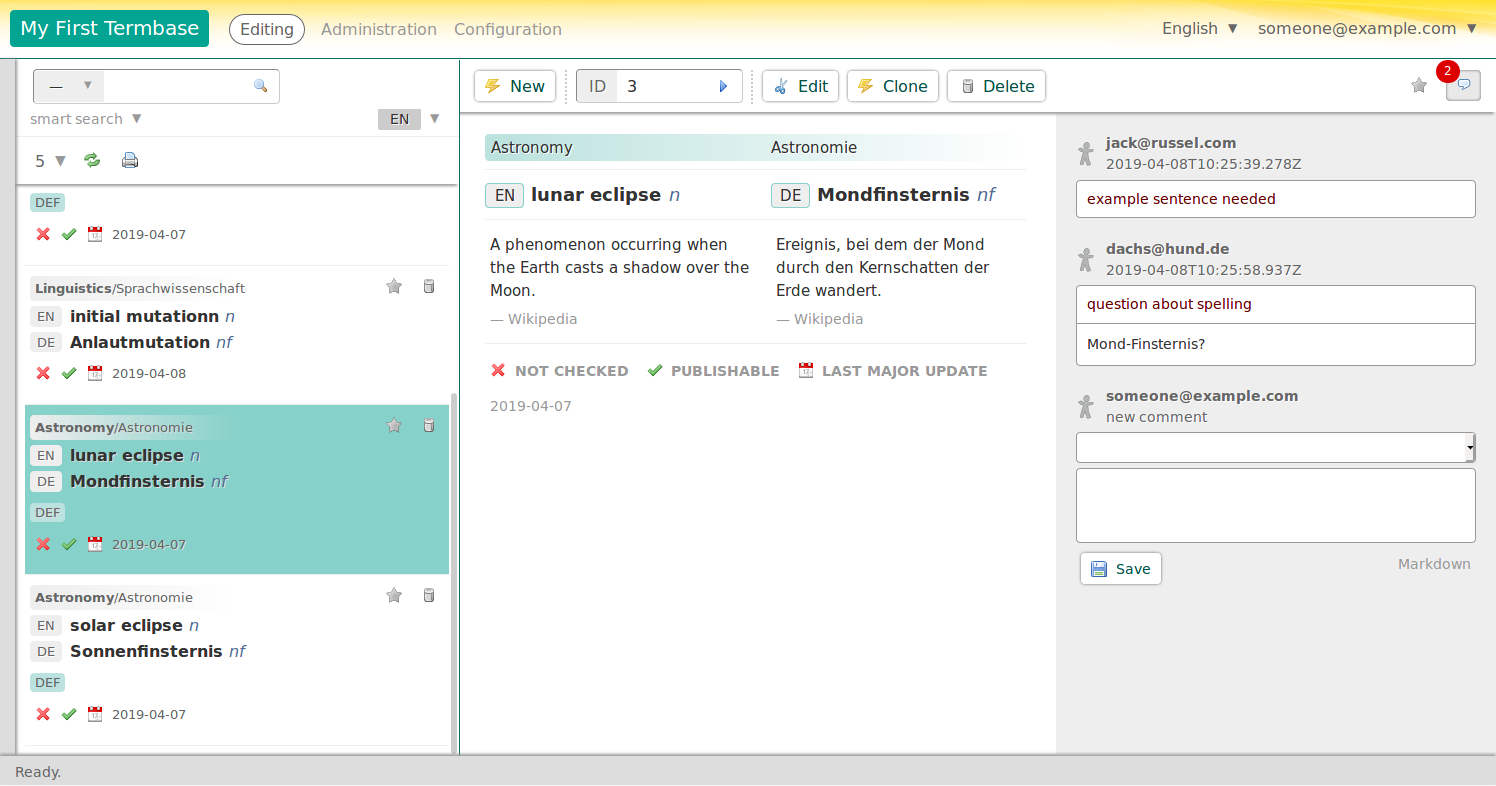 My First Termbase Editing Administration Configuration English ▼ someone@example.com ▼
— ▼
smart search ▼ EN ▼
5 ▼
DEF
2019-04-07
Linguistics/Sprachwissenschaft
EN initial mutationn n
DE Anlautmutation nf
2019-04-08
Astronomy/Astronomie
EN lunar eclipse n
DE Mondfinsternis nf
DEF
2019-04-07
Astronomy/Astronomie
EN solar eclipse n
DE Sonnenfinsternis nf
DEF
2019-04-07
New ID 3 Edit Clone Delete 2
Astronomy Astronomie
EN lunar eclipse n DE Mondfinsternis nf
A phenomenon occurring when
the Earth casts a shadow over the
Moon.
— Wikipedia
Ereignis, bei dem der Mond
durch den Kernschatten der
Erde wandert.
— Wikipedia
NOT CHECKED PUBLISHABLE LAST MAJOR UPDATE
2019-04-07
jack@russel.com
2019-04-08T10:25:39.278Z
example sentence needed
dachs@hund.de
2019-04-08T10:25:58.937Z
question about spelling
Mond-Finsternis?
someone@example.com
new comment
Save Markdown
Ready.